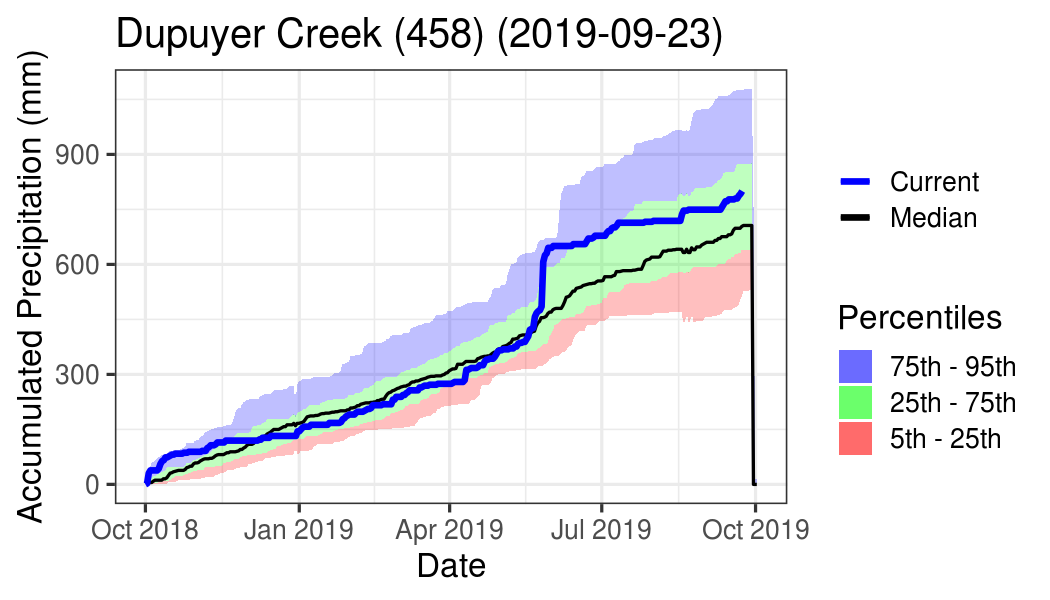 Dupuyer Creek (458) (2019-09-23)
Accumulated Precipitation (mm)
900
600
300
0
Oct 2018
Jan 2019
Apr 2019
Jul 2019
Oct 2019
Date
Current
Median
Percentiles
75th - 95th
25th - 75th
5th - 25th